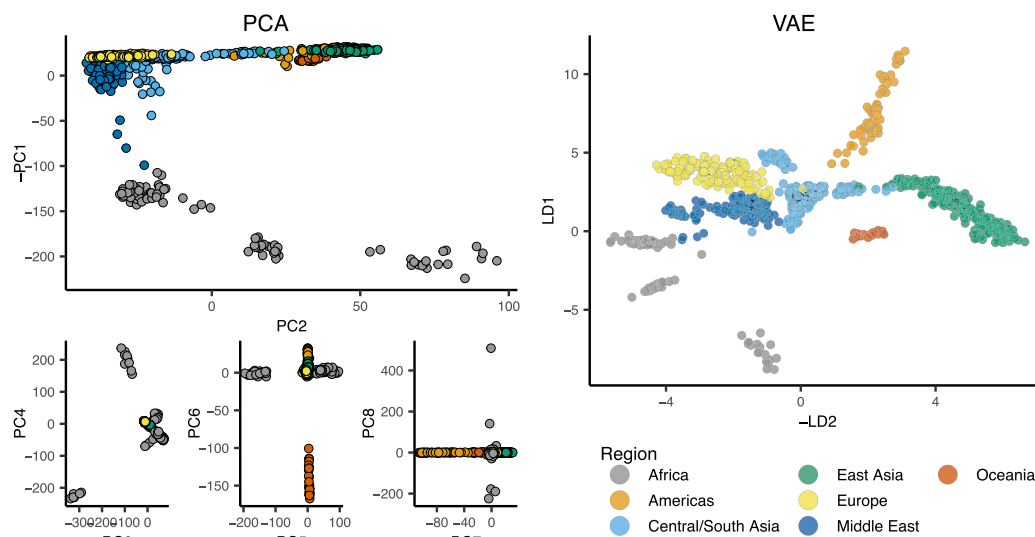 PCA
VAE
0
−50
−100
−150
−200
−PC1
0
50
100
PC2
10
5
0
−5
LD1
−4
0
4
−LD2
200
100
0
−100
−200
PC4
−300
−200
−100
0
0
−50
−100
−150
PC6
−200
−100
0
100
400
200
0
−200
PC8
−80
−40
0
Region
Africa
East Asia
Oceania
Americas
Europe
Central/South Asia
Middle East